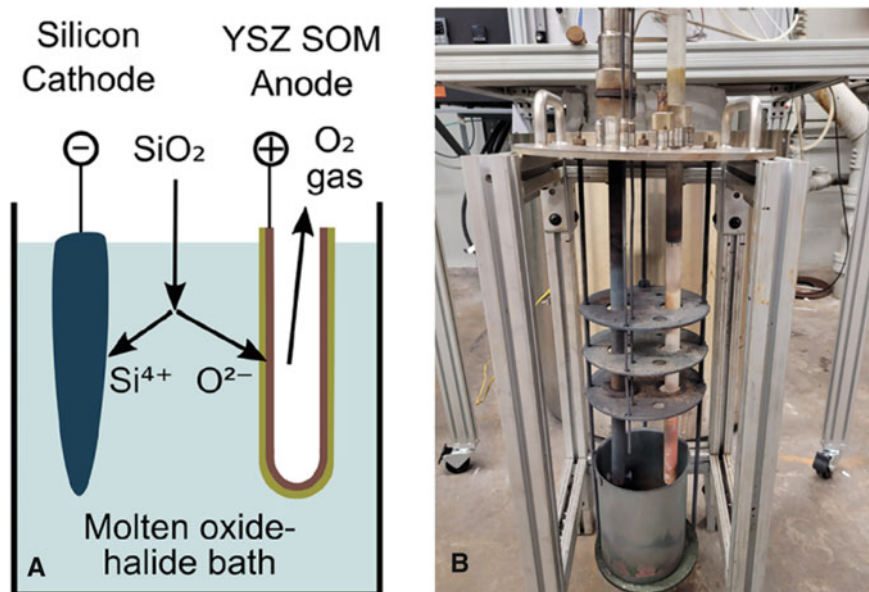 Silicon
Cathode
YSZ SOM
Anode
−
SiO₂
+
O₂
gas
Si⁴⁺
O²⁻
Molten oxide-
halide bath
A
B